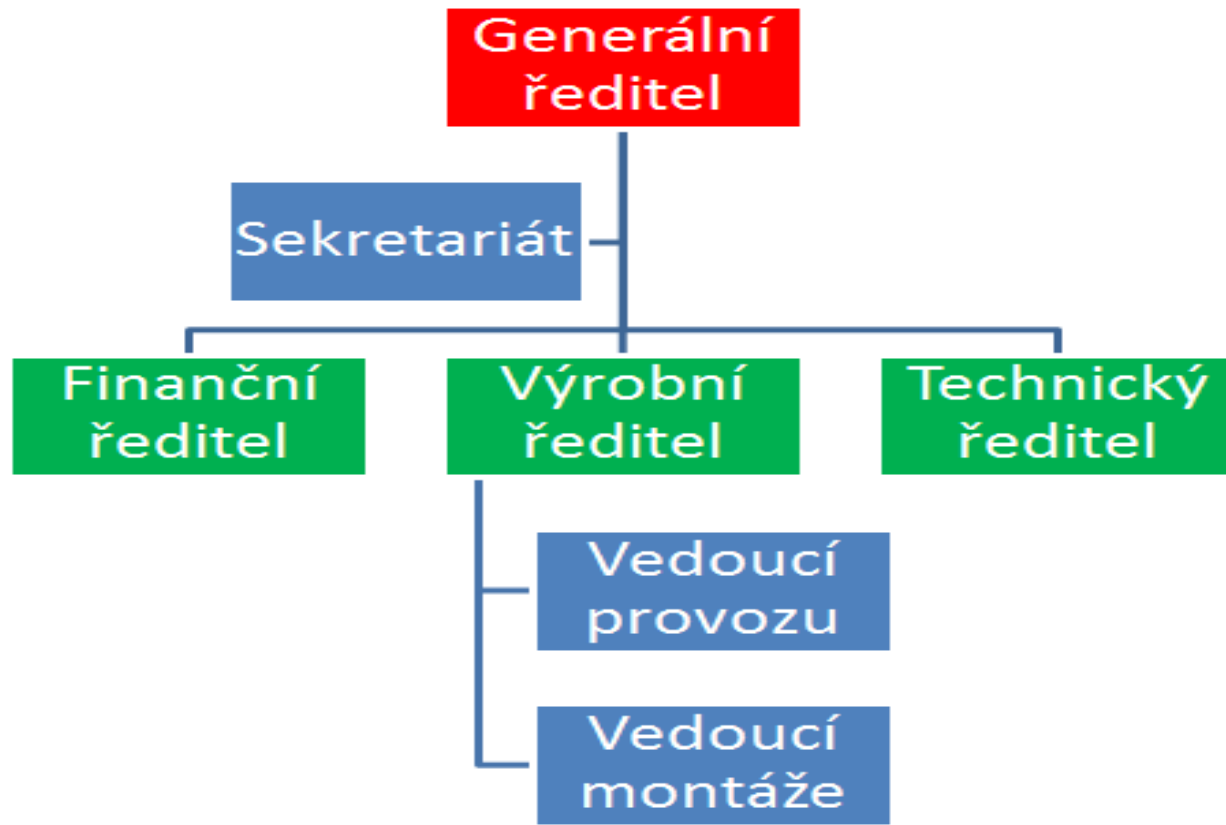 Generální
ředitel
Sekretariát
Finanční
ředitel
Výrobní
ředitel
Technický
ředitel
Vedoucí
provozu
Vedoucí
montáže